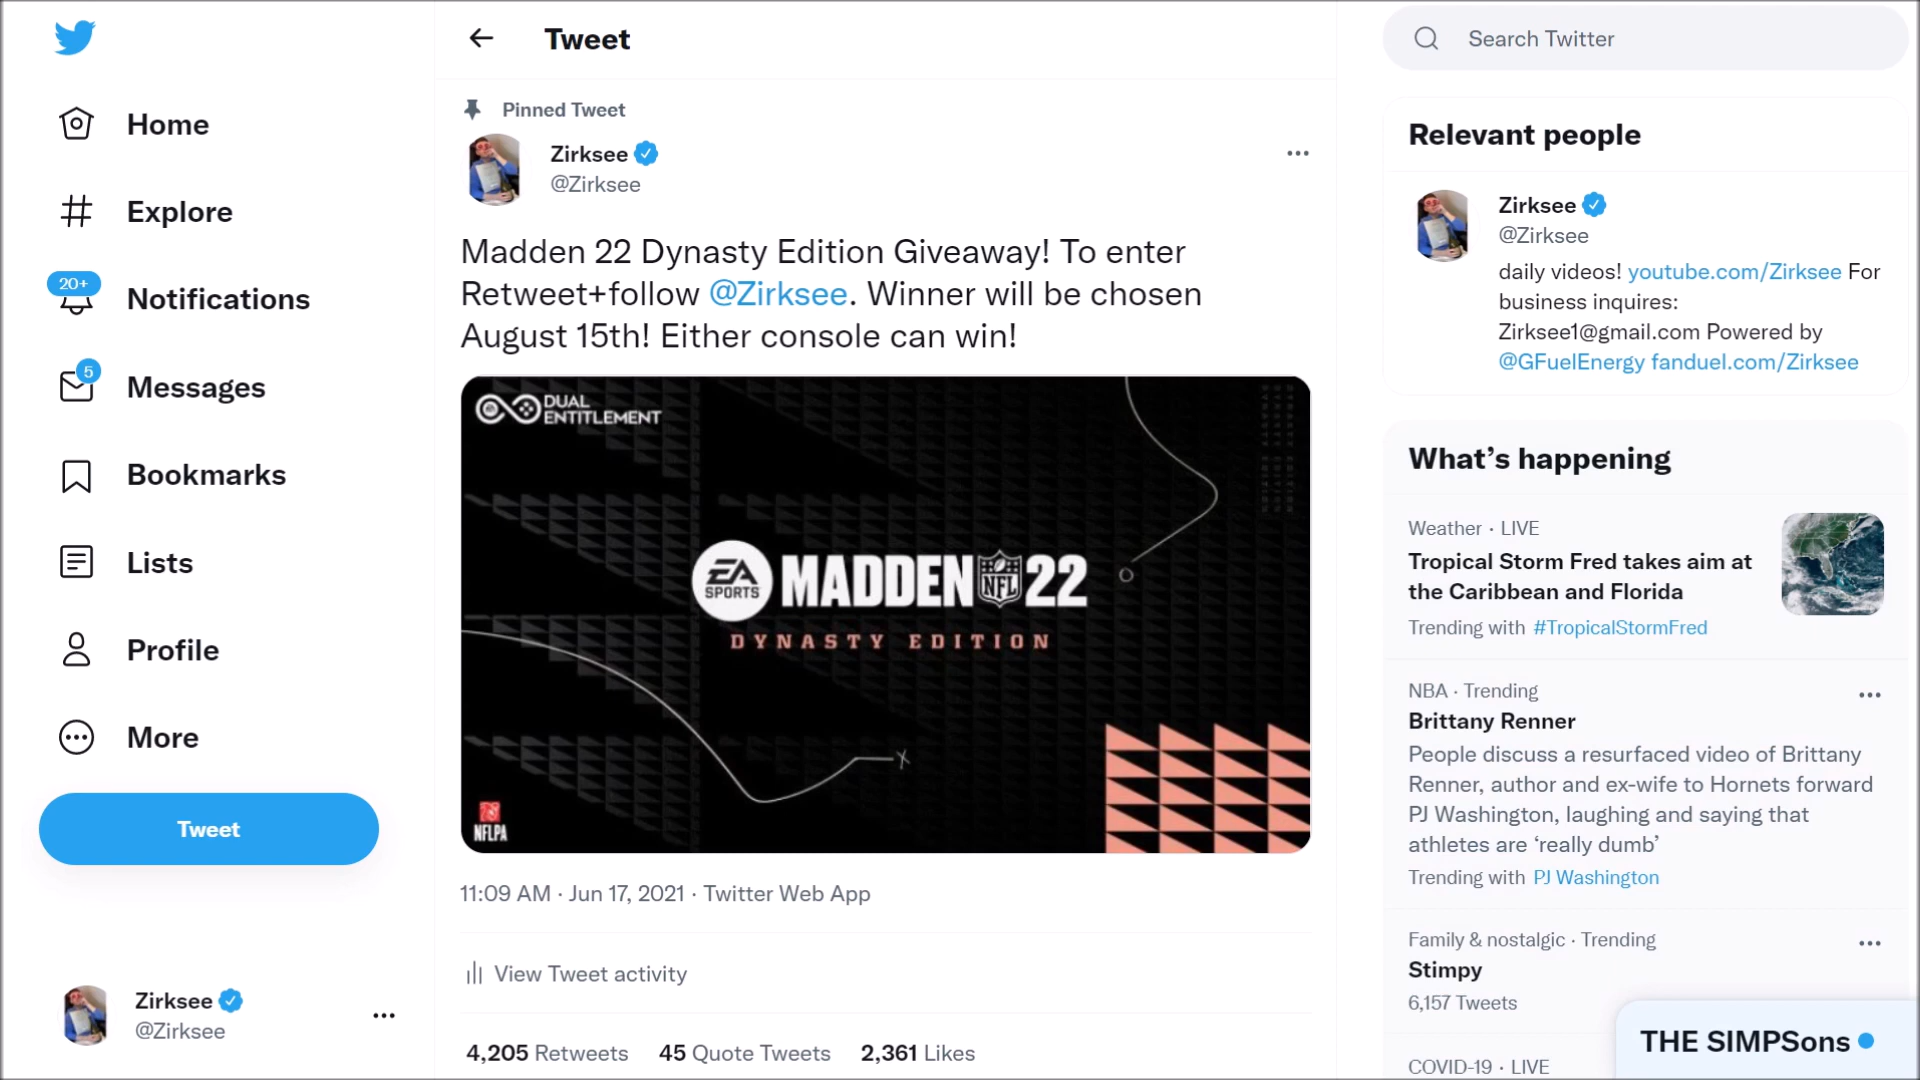 Home
Explore
20+
Notifications
5
Messages
Bookmarks
Lists
Profile
More
Tweet
Zirksee
@Zirksee
Tweet
Pinned Tweet
Zirksee
@Zirksee
Madden 22 Dynasty Edition Giveaway! To enter
Retweet+follow @Zirksee. Winner will be chosen
August 15th! Either console can win!
DUAL
ENTITLEMENT
EA
SPORTS
MADDEN NFL 22
DYNASTY EDITION
NFLPA
11:09 AM · Jun 17, 2021 · Twitter Web App
View Tweet activity
4,205 Retweets 45 Quote Tweets 2,361 Likes
Search Twitter
Relevant people
Zirksee
@Zirksee
daily videos! youtube.com/Zirksee For
business inquires:
Zirksee1@gmail.com Powered by
@GFuelEnergy fanduel.com/Zirksee
What's happening
Weather · LIVE
Tropical Storm Fred takes aim at
the Caribbean and Florida
Trending with #TropicalStormFred
NBA · Trending
Brittany Renner
People discuss a resurfaced video of Brittany
Renner, author and ex-wife to Hornets forward
PJ Washington, laughing and saying that
athletes are ‘really dumb’
Trending with PJ Washington
Family & nostalgic · Trending
Stimpy
6,157 Tweets
COVID-19 · LIVE
THE SIMPSons